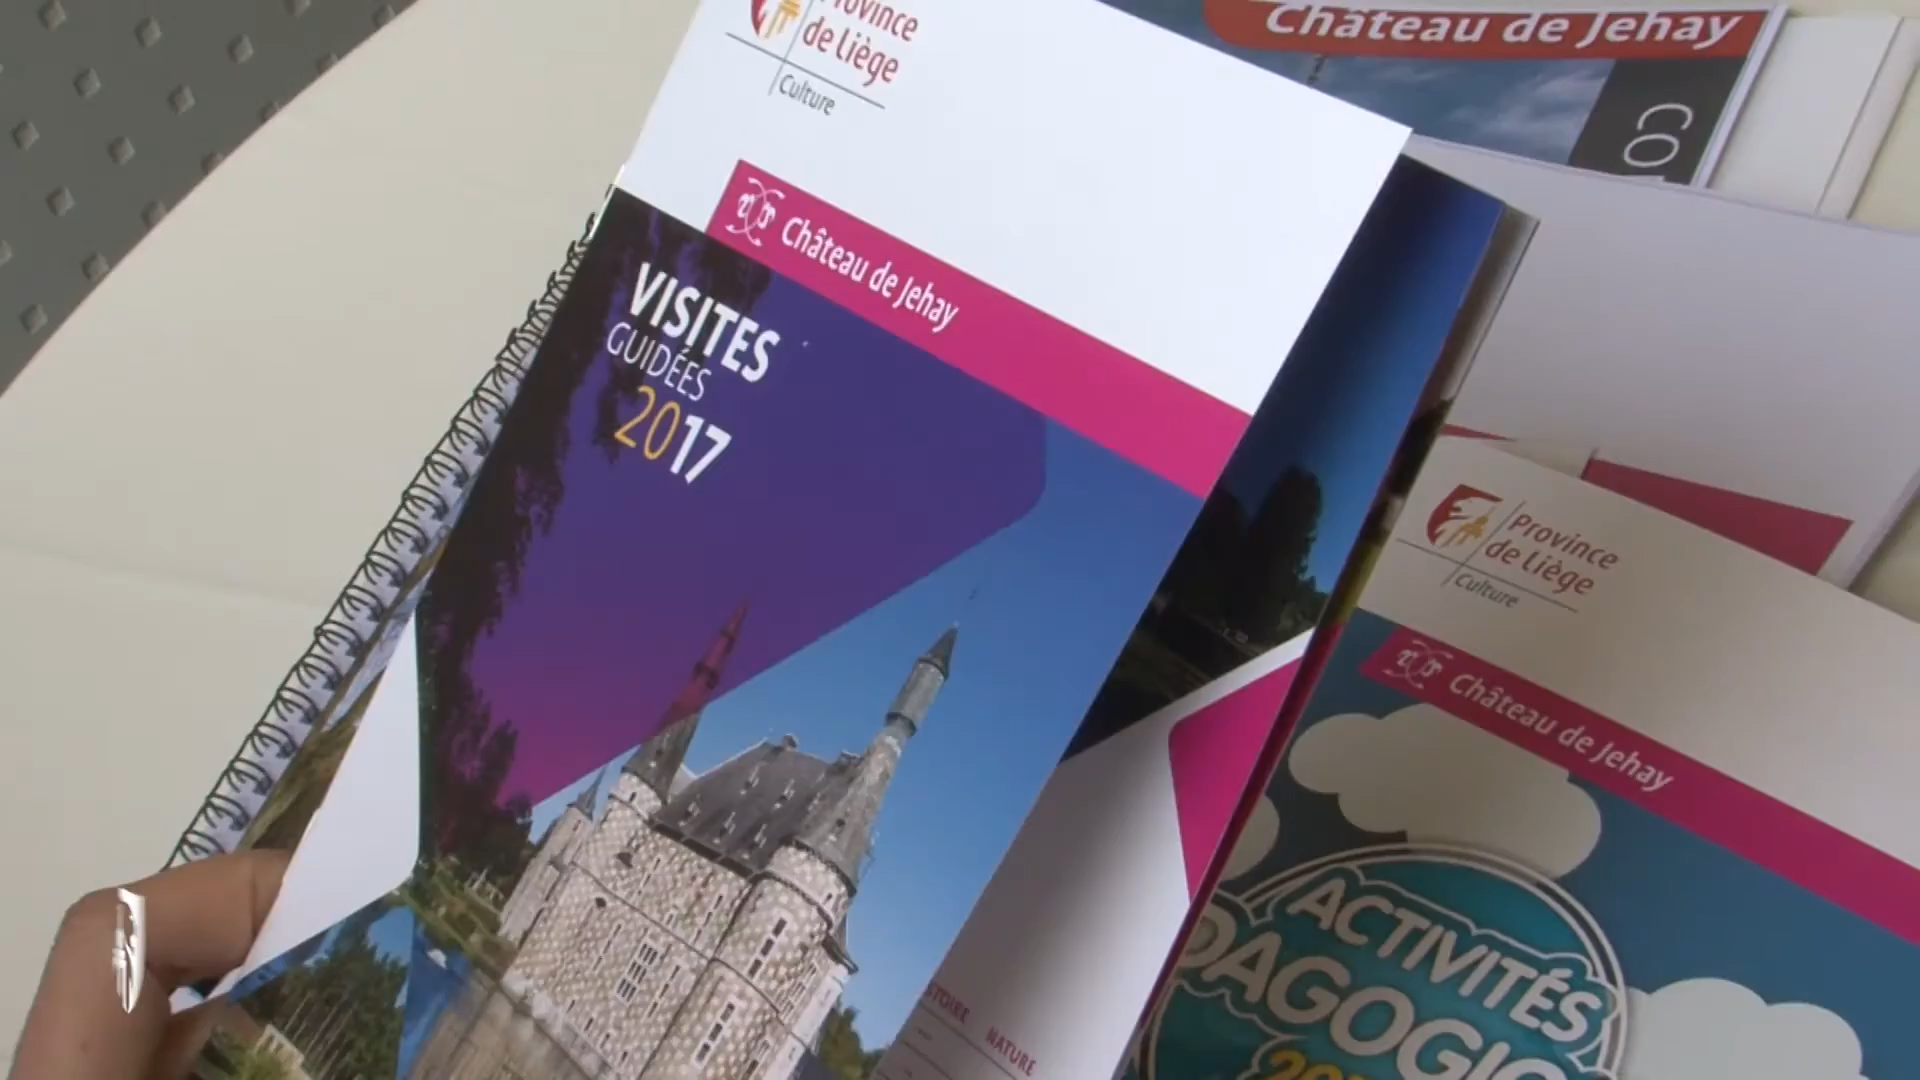 Province
de Liège
Culture
Château de Jehay
VISITES
GUIDÉES
2017
Château de Jehay
Province
de Liège
Culture
Château de Jehay
ACTIVITÉS
NATURE